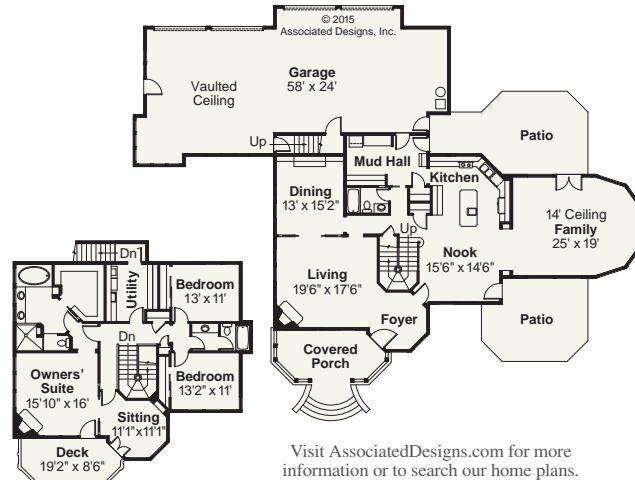 © 2015
Associated Designs, Inc.
Garage
58' x 24'
Vaulted
Ceiling
Up
Mud Hall
Patio
Kitchen
Dining
13' x 15'2"
Up
14' Ceiling
Family
25' x 19'
Nook
15'6" x 14'6"
Living
19'6" x 17'6"
Foyer
Patio
Covered
Porch
Dn
Utility
Bedroom
13' x 11'
Dn
Owners'
Suite
15'10" x 16'
Bedroom
13'2" x 11'
Sitting
11'1" x 11'1"
Deck
19'2" x 8'6"
Visit AssociatedDesigns.com for more
information or to search our home plans.